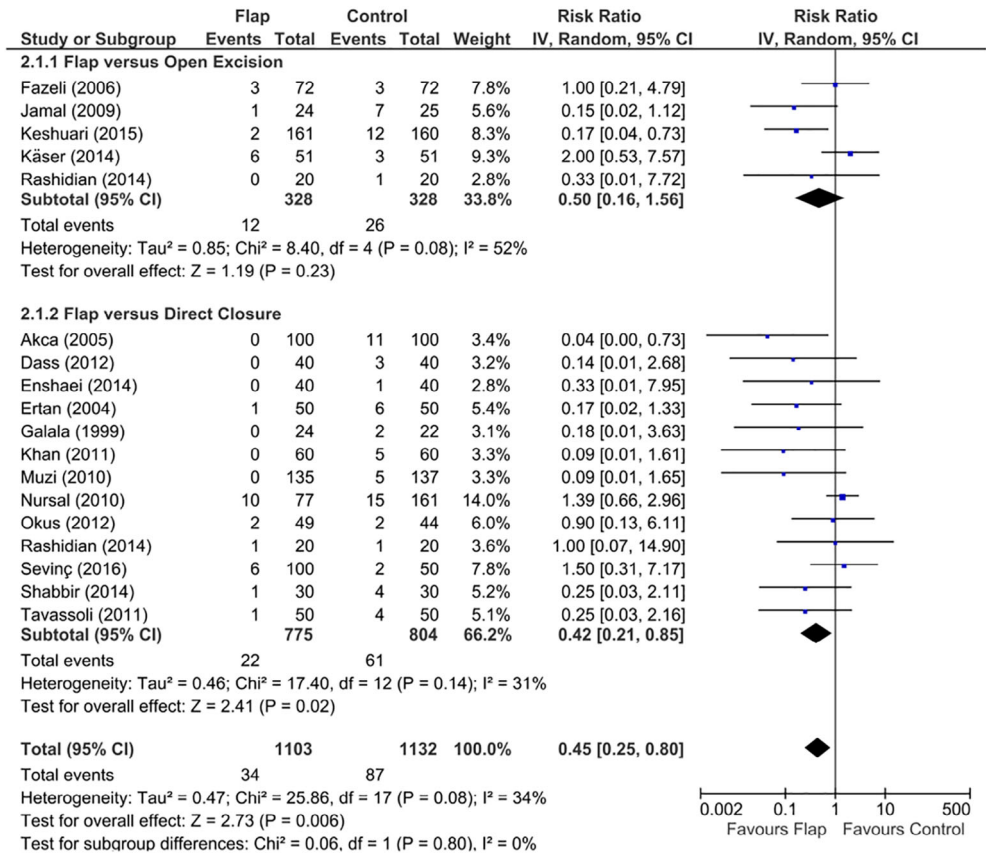 Flap Control Risk Ratio Risk Ratio
Study or Subgroup Events Total Events Total Weight IV, Random, 95% CI IV, Random, 95% CI
2.1.1 Flap versus Open Excision
Fazeli (2006) 3 72 3 72 7.8% 1.00 [0.21, 4.79]
Jamal (2009) 1 24 7 25 5.7% 0.15 [0.02, 1.12]
Keshuari (2015) 2 161 12 160 8.3% 0.17 [0.04, 0.73]
Käser (2014) 6 51 3 51 9.3% 2.00 [0.53, 7.57]
Rashidian (2014) 0 20 1 20 2.8% 0.33 [0.01, 7.72]
Subtotal (95% CI) 328 328 33.8% 0.50 [0.16, 1.56]
Total events 12 26
Heterogeneity: Tau² = 0.85; Chi² = 8.40, df = 4 (P = 0.08); I² = 52%
Test for overall effect: Z = 1.19 (P = 0.23)
2.1.2 Flap versus Direct Closure
Akca (2005) 0 100 11 100 3.4% 0.04 [0.00, 0.73]
Dass (2012) 0 40 3 40 3.2% 0.14 [0.01, 2.68]
Enshaei (2014) 0 40 1 40 2.8% 0.33 [0.01, 7.95]
Ertan (2004) 1 50 6 50 5.4% 0.17 [0.02, 1.33]
Galala (1999) 0 24 2 22 3.1% 0.18 [0.01, 3.63]
Khan (2011) 0 60 5 60 3.3% 0.09 [0.01, 1.61]
Muzi (2010) 0 135 5 137 3.4% 0.09 [0.01, 1.65]
Nursal (2010) 10 77 15 161 14.0% 1.39 [0.66, 2.96]
Okus (2012) 2 49 2 44 6.0% 0.90 [0.13, 6.11]
Rashidian (2014) 1 20 1 20 3.6% 1.00 [0.07, 14.90]
Sevinç (2016) 6 100 2 50 7.8% 1.50 [0.31, 7.17]
Shabbir (2014) 1 30 4 30 5.2% 0.25 [0.03, 2.11]
Tavassoli (2011) 1 50 4 50 5.1% 0.25 [0.03, 2.16]
Subtotal (95% CI) 775 804 66.2% 0.42 [0.21, 0.85]
Total events 22 61
Heterogeneity: Tau² = 0.46; Chi² = 17.40, df = 12 (P = 0.14); I² = 31%
Test for overall effect: Z = 2.41 (P = 0.02)
Total (95% CI) 1103 1132 100.0% 0.45 [0.25, 0.80]
Total events 34 87
Heterogeneity: Tau² = 0.47; Chi² = 25.86, df = 17 (P = 0.08); I² = 34%
Test for overall effect: Z = 2.73 (P = 0.006)
Test for subgroup differences: Chi² = 0.06, df = 1 (P = 0.80), I² = 0%
0.002 0.1 1 10 500
Favours Flap Favours Control